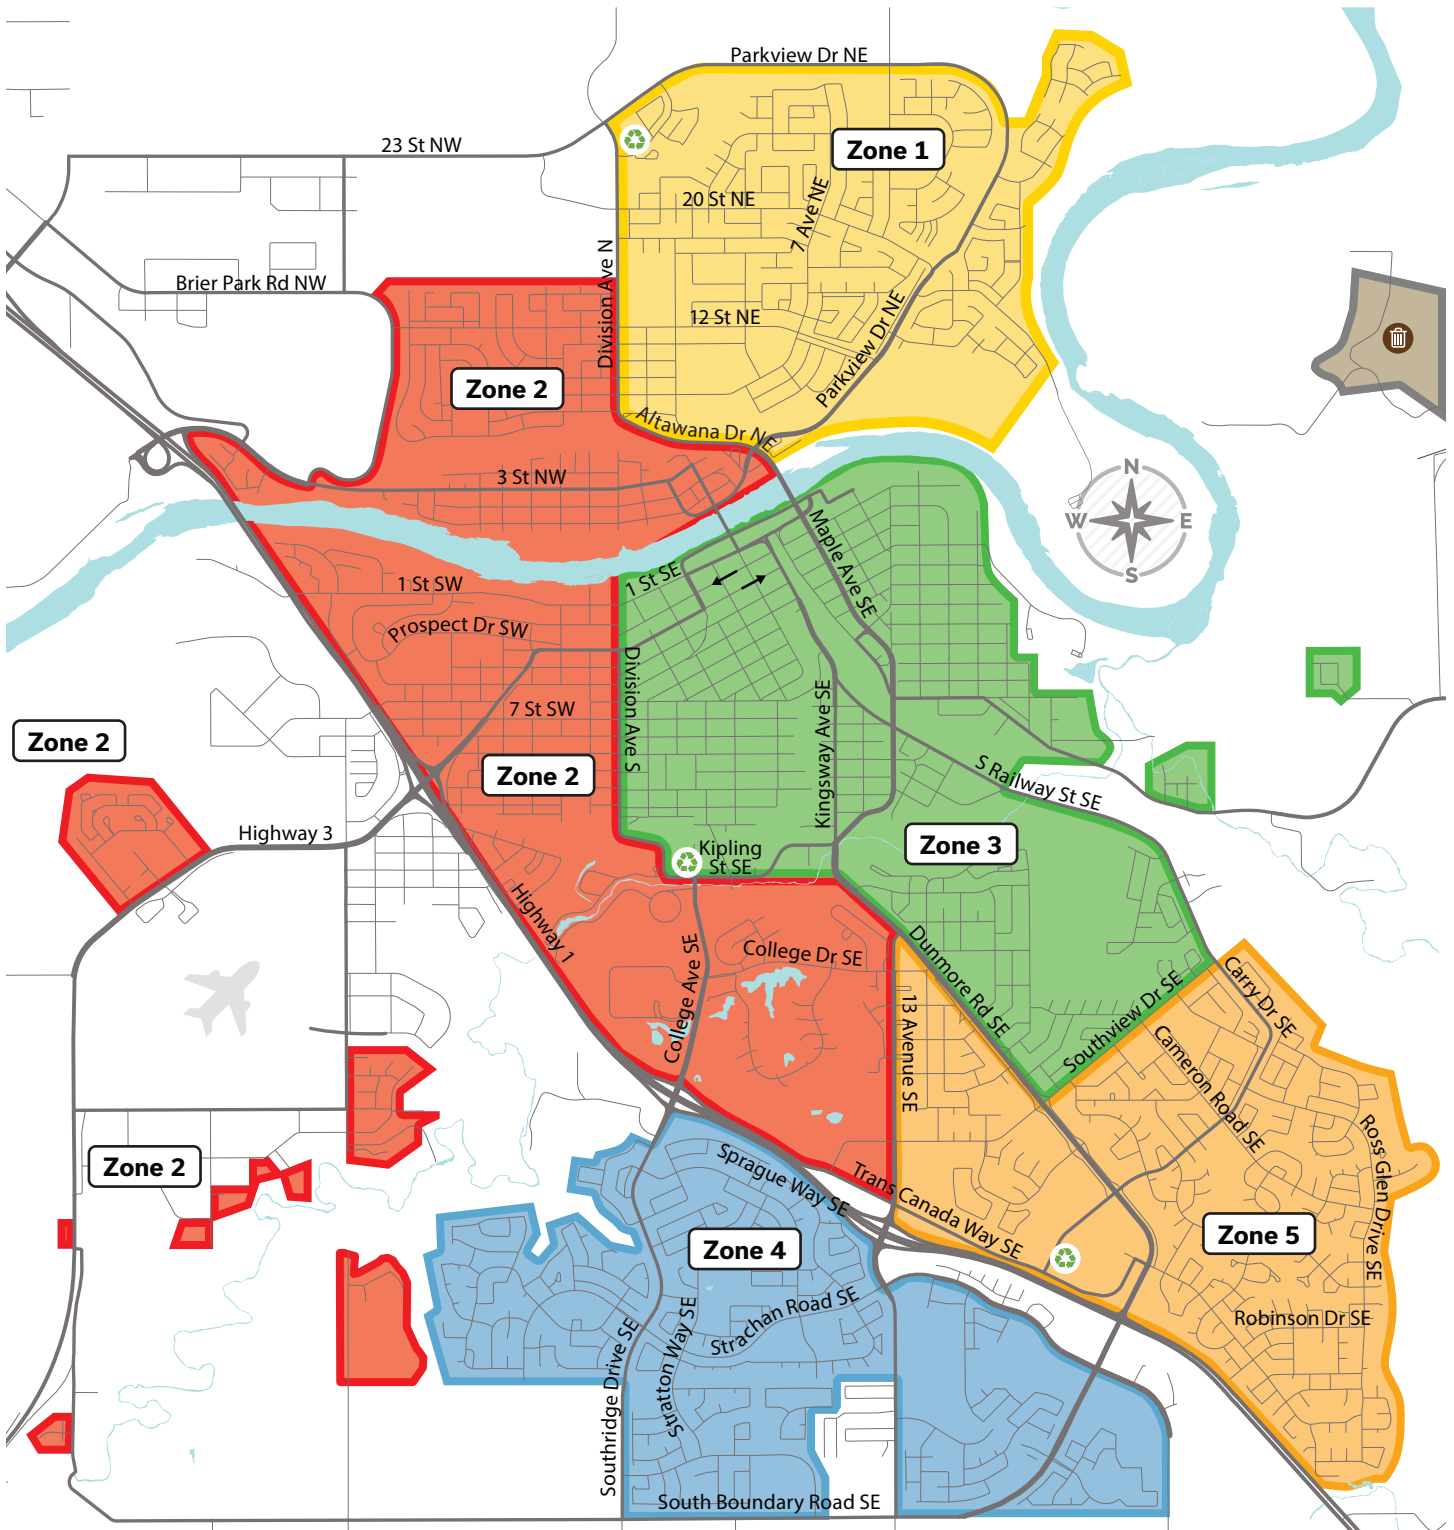 Parkview Dr NE
23 St NW
Zone 1
20 St NE
7 Ave NE
Division Ave N
Brier Park Rd NW
12 St NE
Parkview Dr NE
Zone 2
Altawana Dr NE
3 St NW
N
W
E
S
Maple Ave SE
1 St SE
1 St SW
Prospect Dr SW
Division Ave S
7 St SW
Kingsway Ave SE
Zone 2
Zone 2
S Railway St SE
Highway 3
Zone 3
Kipling
St SE
Highway 1
College Dr SE
College Ave SE
Dunmore Rd SE
13 Avenue SE
Southview Dr SE
Carry Dr SE
Cameron Road SE
Ross Glen Drive SE
Zone 2
Sprague Way SE
Trans Canada Way SE
Zone 4
Zone 5
Strachan Road SE
Stratton Way SE
Southridge Drive SE
Robinson Dr SE
South Boundary Road SE